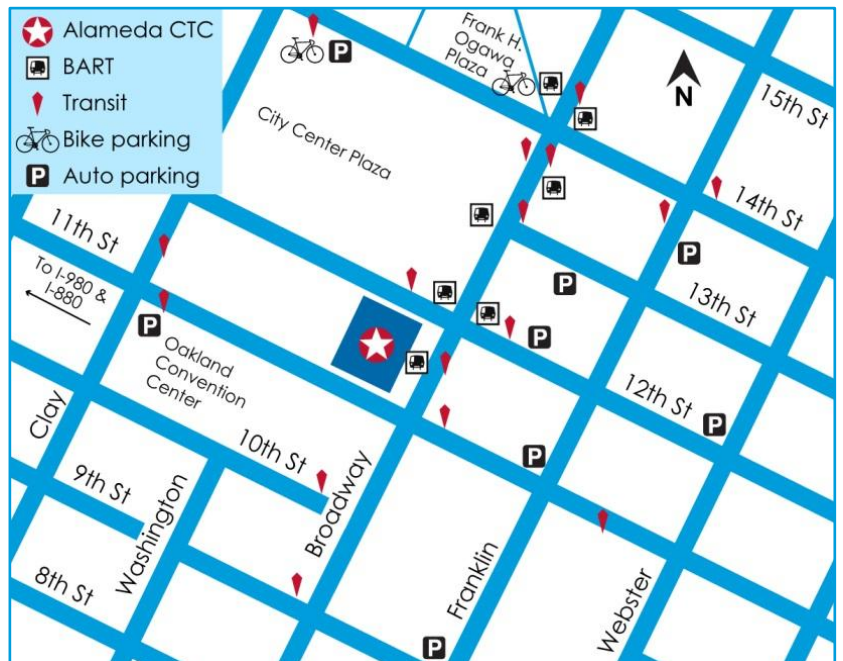 Alameda CTC
BART
Transit
Bike parking
P Auto parking
Frank H.
Ogawa
Plaza
P
N
15th St
City Center Plaza
14th St
11th St
P
To I-980 &
I-880
P
13th St
P
P
Oakland
Convention
Center
12th St
P
Clay
10th St
P
9th St
Washington
Broadway
Franklin
8th St
Webster
P